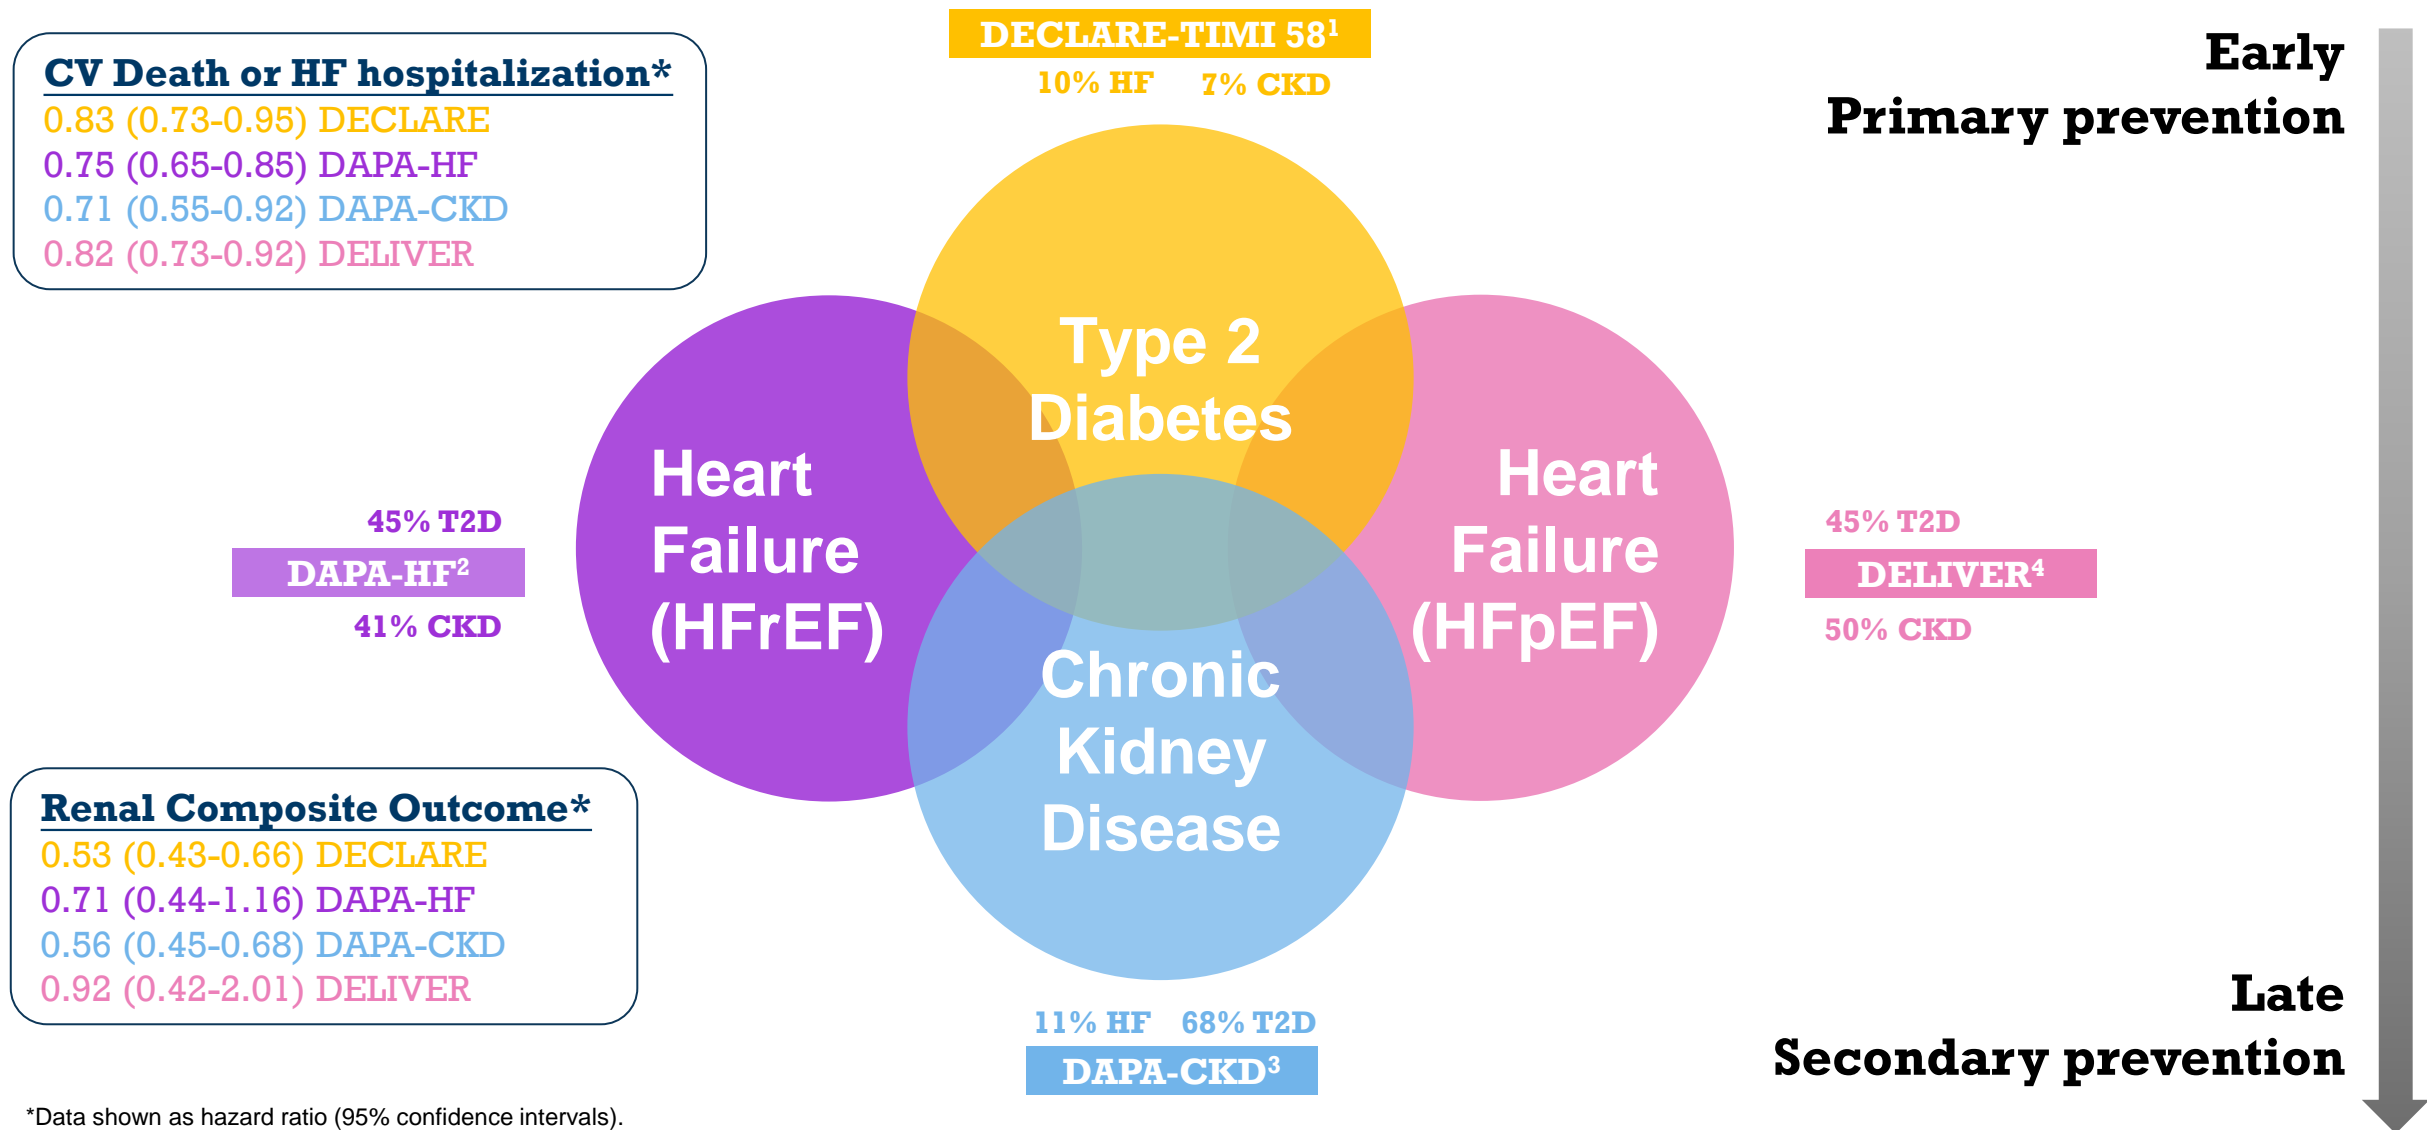 DECLARE-TIMI 58¹
10% HF 7% CKD
CV Death or HF hospitalization*
0.83 (0.73-0.95) DECLARE
0.75 (0.65-0.85) DAPA-HF
0.71 (0.55-0.92) DAPA-CKD
0.82 (0.73-0.92) DELIVER
Early
Primary prevention
Type 2
Diabetes
Heart
Failure
(HFrEF)
Heart
Failure
(HFpEF)
45% T2D
DAPA-HF²
41% CKD
45% T2D
DELIVER⁴
50% CKD
Chronic
Kidney
Disease
Renal Composite Outcome*
0.53 (0.43-0.66) DECLARE
0.71 (0.44-1.16) DAPA-HF
0.56 (0.45-0.68) DAPA-CKD
0.92 (0.42-2.01) DELIVER
11% HF 68% T2D
DAPA-CKD³
Late
Secondary prevention
*Data shown as hazard ratio (95% confidence intervals).